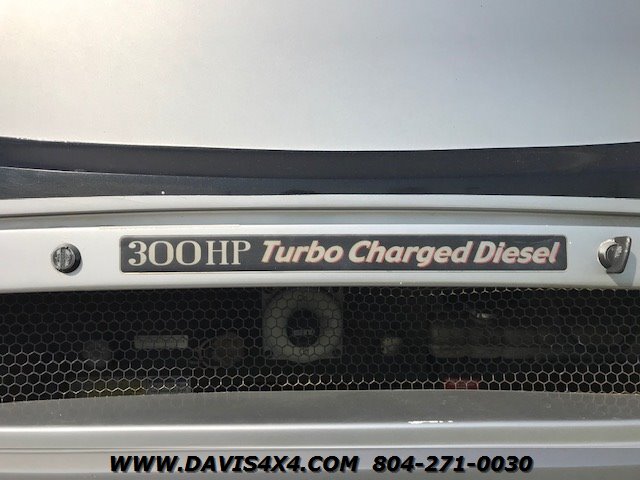 300HP Turbo Charged Diesel
WWW.DAVIS4X4.COM 804-271-0030